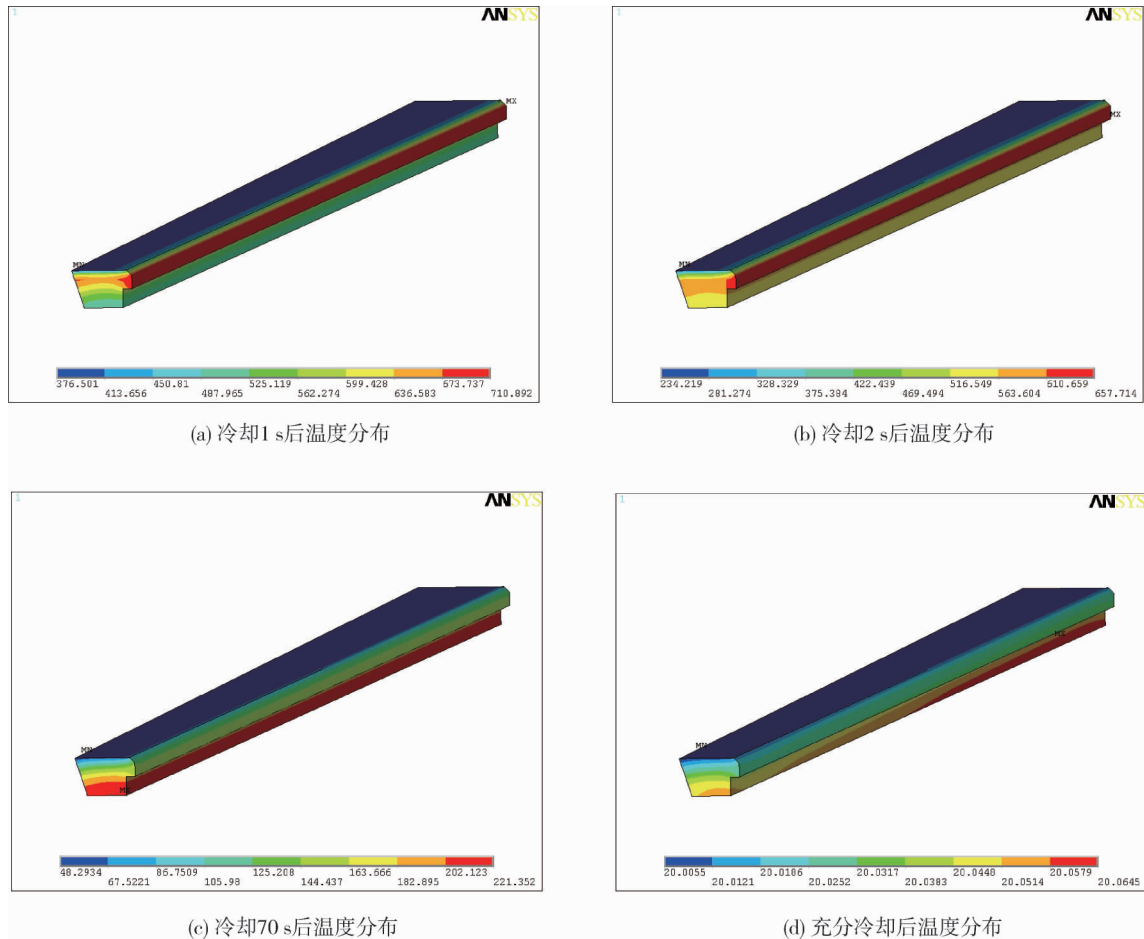 1
ANSYS
MX
MN
376.501 450.81 525.119 599.428 673.737
413.656 487.965 562.274 636.583 710.892
(a) 冷却1 s后温度分布
1
ANSYS
MX
MN
234.219 328.329 422.439 516.549 610.659
281.274 375.384 469.494 563.604 657.714
(b) 冷却2 s后温度分布
1
ANSYS
MN
MX
48.2934 86.7509 125.208 163.666 202.123
67.5221 105.98 144.437 182.895 221.352
(c) 冷却70 s后温度分布
1
ANSYS
MX
MN
20.0055 20.0186 20.0317 20.0448 20.0579
20.0121 20.0252 20.0383 20.0514 20.0645
(d) 充分冷却后温度分布